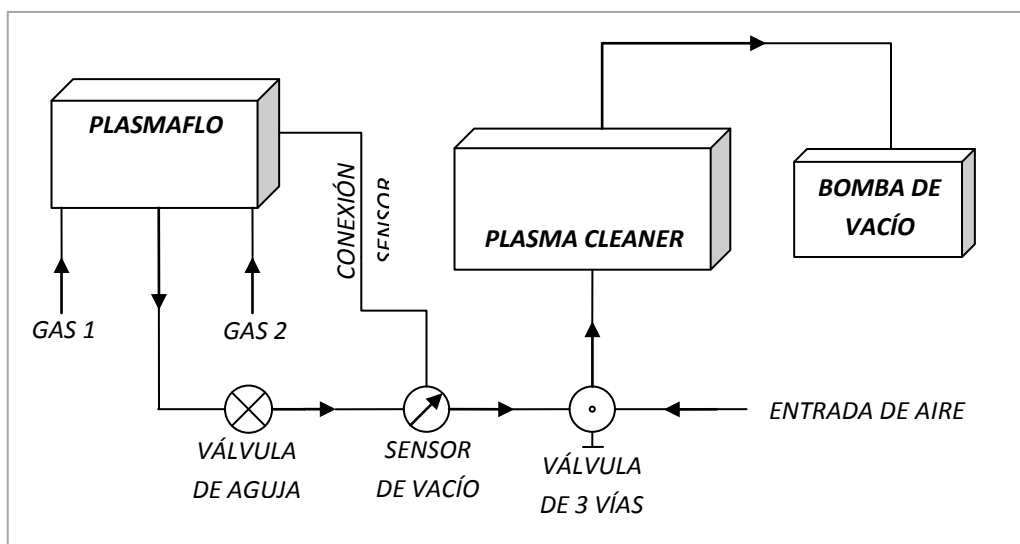 PLASMAFLO
CONEXIÓN
SENSOR
PLASMA CLEANER
BOMBA DE
VACÍO
GAS 1
GAS 2
VÁLVULA
DE AGUJA
SENSOR
DE VACÍO
VÁLVULA
DE 3 VÍAS
ENTRADA DE AIRE